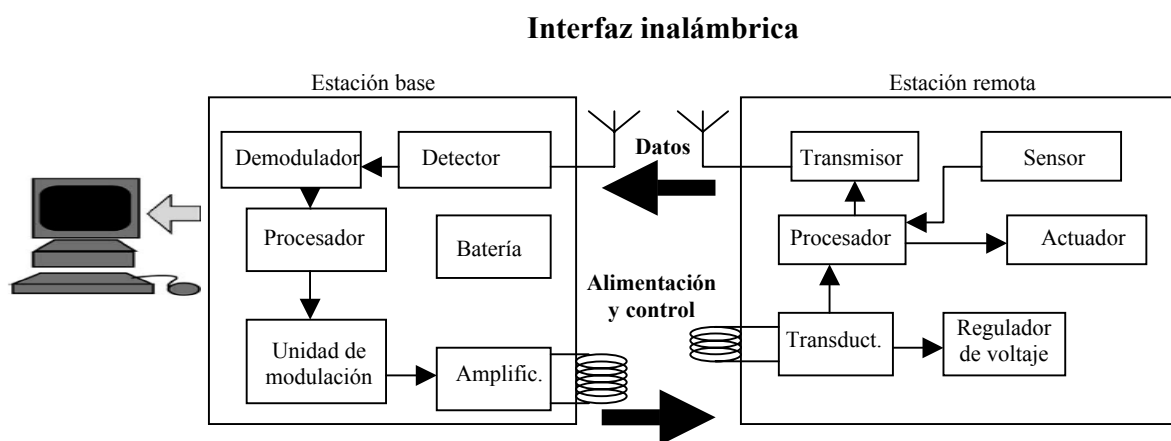 Interfaz inalámbrica
Estación base
Estación remota
Demodulador
Detector
Datos
Transmisor
Sensor
Procesador
Batería
Procesador
Actuador
Alimentación
y control
Unidad de
modulación
Amplific.
Transduct.
Regulador
de voltaje